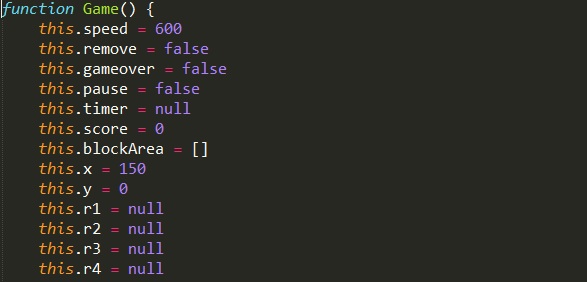 function Game() {
    this.speed = 600
    this.remove = false
    this.gameover = false
    this.pause = false
    this.timer = null
    this.score = 0
    this.blockArea = []
    this.x = 150
    this.y = 0
    this.r1 = null
    this.r2 = null
    this.r3 = null
    this.r4 = null